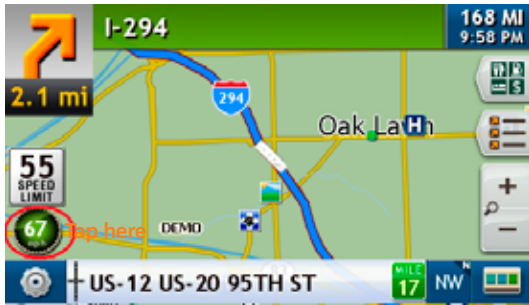 I-294
168 MI
9:58 PM
2.1 mi
294
Oak Lawn
H
55
SPEED
LIMIT
67
mph
Tap here
DEMO
+
−
US-12 US-20 95TH ST
MILE
17
NW
N